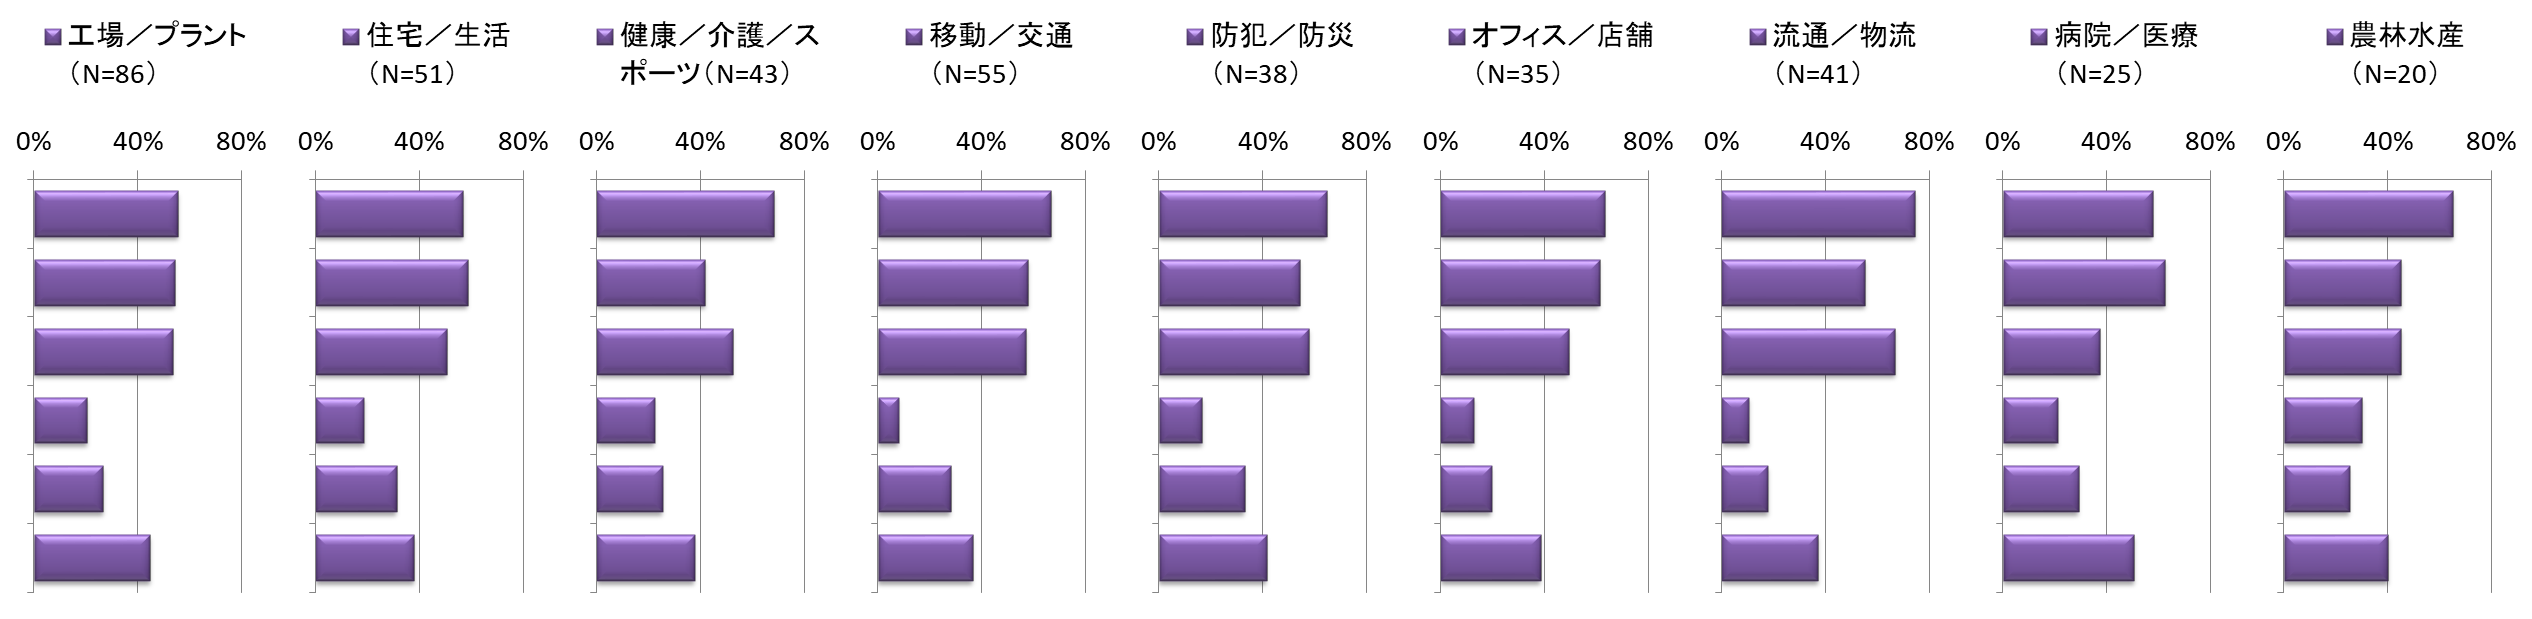 工場／プラント
（N=86）
住宅／生活
（N=51）
健康／介護／ス
ポーツ（N=43）
移動／交通
（N=55）
防犯／防災
（N=38）
オフィス／店舗
（N=35）
流通／物流
（N=41）
病院／医療
（N=25）
農林水産
（N=20）
0% 40% 80%
0% 40% 80%
0% 40% 80%
0% 40% 80%
0% 40% 80%
0% 40% 80%
0% 40% 80%
0% 40% 80%
0% 40% 80%